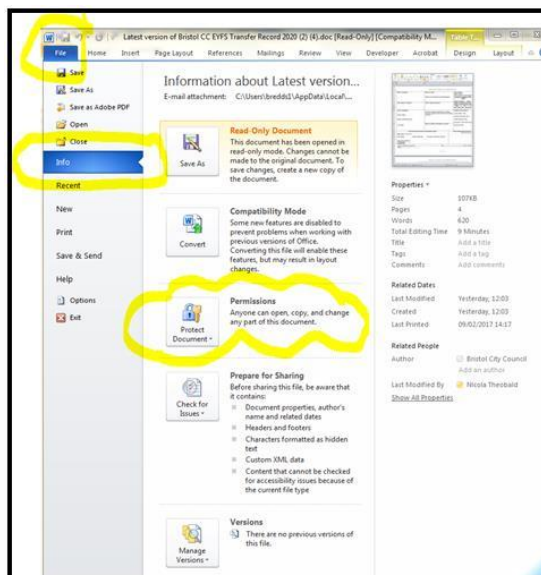 Latest version of Bristol CC EYFS Transfer Record 2020 (2) (4).doc [Read-Only] [Compatibility M...
Table T...
File Home Insert Page Layout References Mailings Review View Developer Acrobat Design Layout
Save
Save As
Save as Adobe PDF
Open
Close
Info
Recent
New
Print
Save & Send
Help
Options
Exit
Information about Latest version...
E-mail attachment: C:\Users\bredds1\AppData\Local\...
Save As
Read-Only Document
This document has been opened in
read-only mode. Changes cannot be
made to the original document. To
save changes, create a new copy of
the document.
Convert
Compatibility Mode
Some new features are disabled to
prevent problems when working with
previous versions of Office.
Converting this file will enable these
features, but may result in layout
changes.
Protect
Document
Permissions
Anyone can open, copy, and change
any part of this document.
Check for
Issues
Prepare for Sharing
Before sharing this file, be aware that
it contains:
Document properties, author's
name and related dates
Headers and footers
Characters formatted as hidden
text
Custom XML data
Content that cannot be checked
for accessibility issues because of
the current file type
Manage
Versions
Versions
There are no previous versions of
this file.
Properties
Size 107KB
Pages 4
Words 620
Total Editing Time 9 Minutes
Title Add a title
Tags Add a tag
Comments Add comments
Related Dates
Last Modified Yesterday, 12:03
Created Yesterday, 12:03
Last Printed 09/02/2017 14:17
Related People
Author Bristol City Council
Add an author
Last Modified By Nicola Theobald
Show All Properties